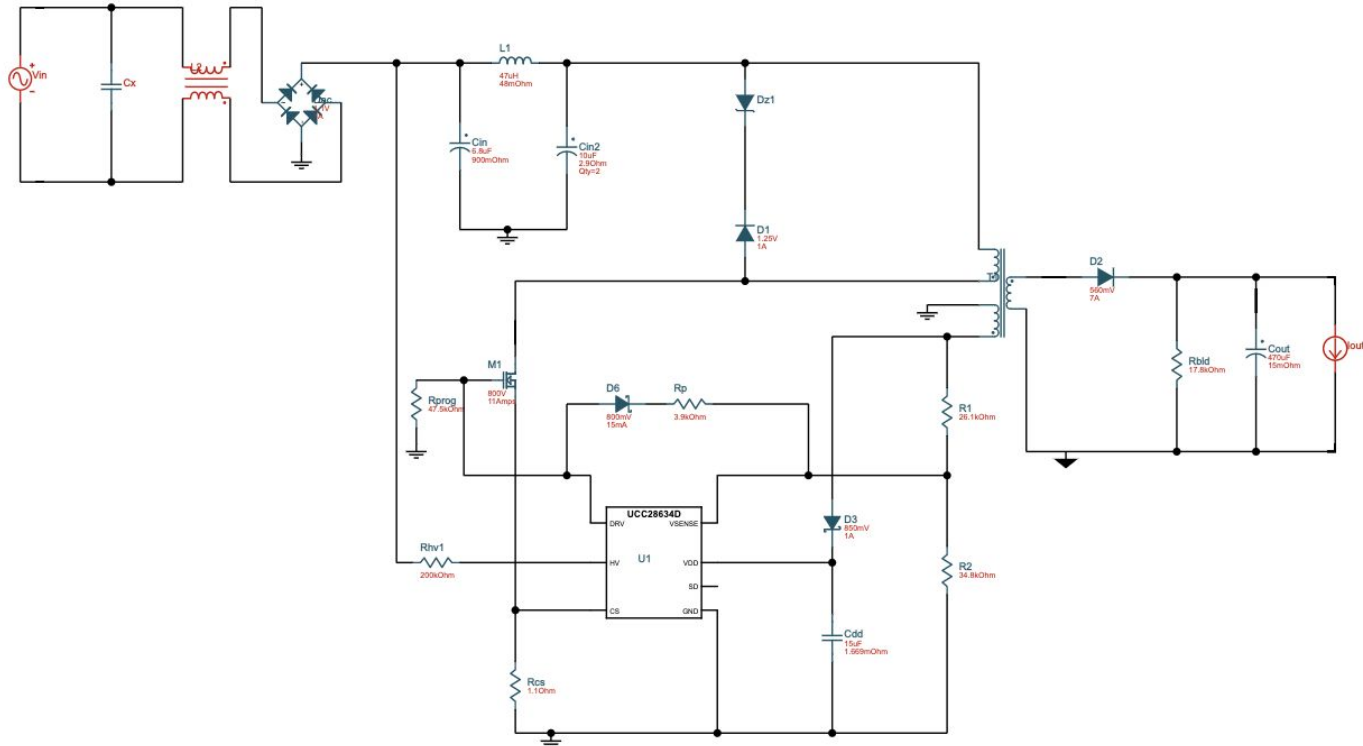 Vin
Cx
L2
L1
47uH
48mOhm
Cin
6.8uF
900mOhm
Cin2
10uF
2.9Ohm
Qty=2
Dz1
D1
1.25V
1A
D2
560mV
7A
Rbld
17.8kOhm
Cout
470uF
15mOhm
Iout
M1
800V
11Amps
Rprog
47.5kOhm
D6
800mV
15mA
Rp
3.9kOhm
R1
26.1kOhm
UCC28634D
DRV
VSENSE
U1
HV
VDD
SD
CS
GND
Rhv1
200kOhm
D3
850mV
1A
R2
34.8kOhm
Cdd
15uF
1.669mOhm
Rcs
1.1Ohm